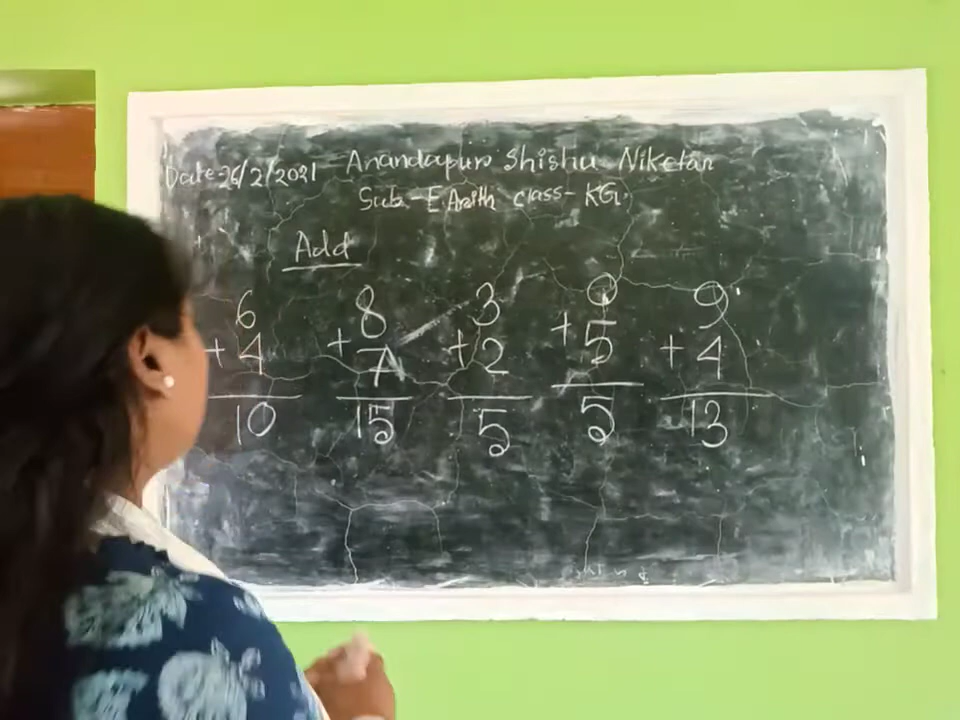 Date-26/2/2021 Anandapur Shishu Niketan
Sub.-E.Arith class-KG1.
Add
6 8 3 0 9
+ 4 + 7 + 2 + 5 + 4
10 15 5 5 13